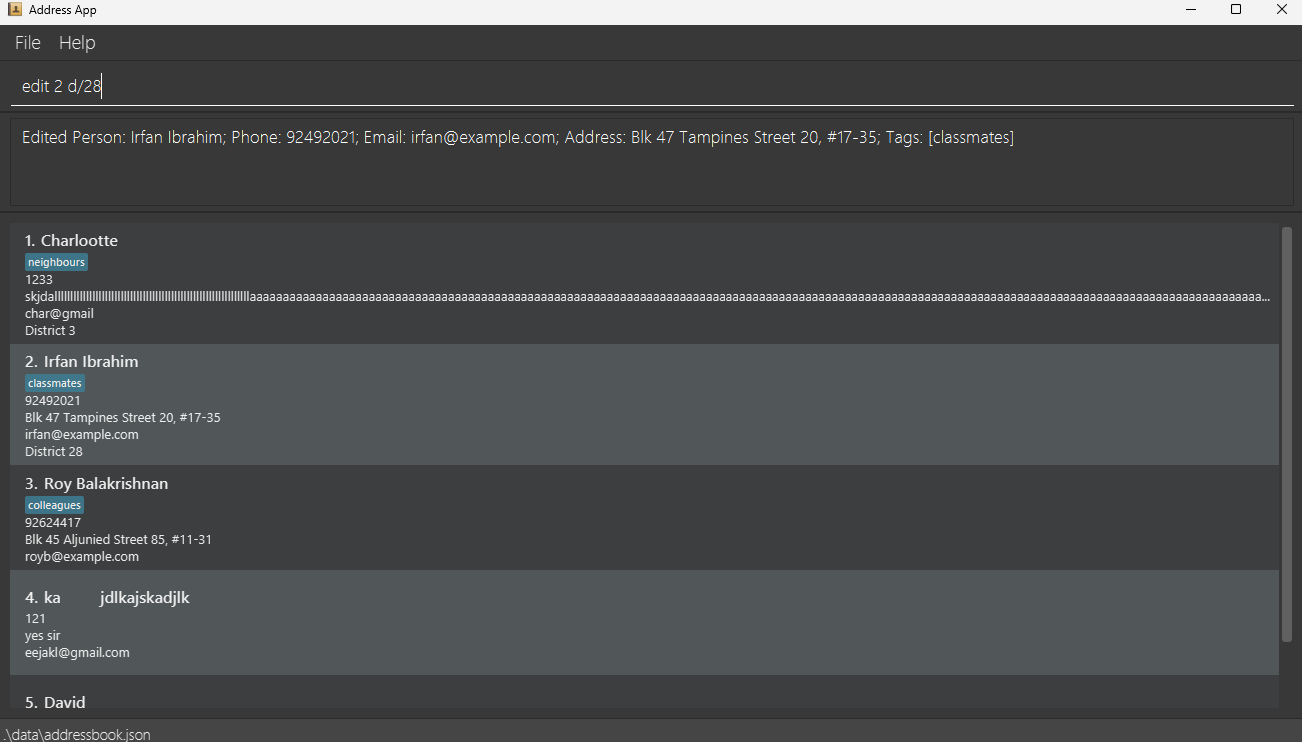 Address App
File Help
edit 2 d/28
Edited Person: Irfan Ibrahim; Phone: 92492021; Email: irfan@example.com; Address: Blk 47 Tampines Street 20, #17-35; Tags: [classmates]
1. Charlootte
neighbours
1233
char@gmail
District 3
2. Irfan Ibrahim
classmates
92492021
Blk 47 Tampines Street 20, #17-35
irfan@example.com
District 28
3. Roy Balakrishnan
colleagues
92624417
Blk 45 Aljunied Street 85, #11-31
royb@example.com
4. ka jdlkajskadjlk
121
yes sir
eejakl@gmail.com
5. David
.\data\addressbook.json